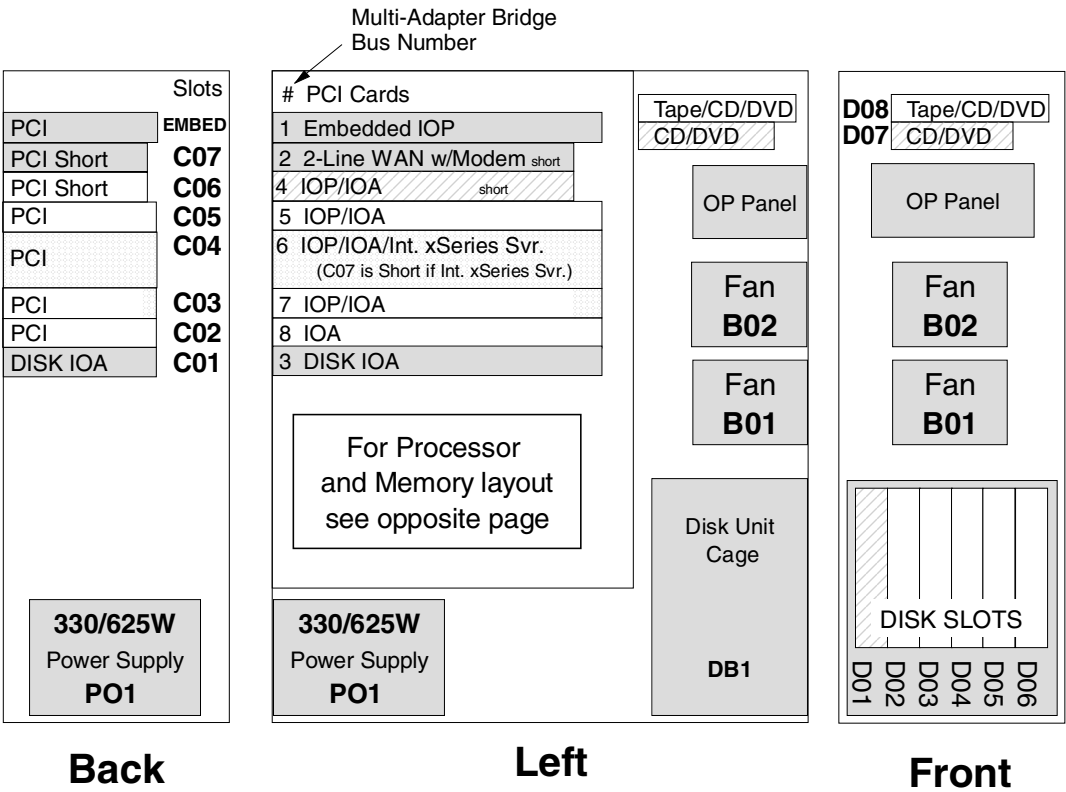 Multi-Adapter Bridge
Bus Number
Slots
PCI EMBED
PCI Short C07
PCI Short C06
PCI C05
PCI C04
PCI C03
PCI C02
DISK IOA C01
330/625W
Power Supply
PO1
Back
# PCI Cards
1 Embedded IOP
2 2-Line WAN w/Modem short
4 IOP/IOA short
5 IOP/IOA
6 IOP/IOA/Int. xSeries Svr.
(C07 is Short if Int. xSeries Svr.)
7 IOP/IOA
8 IOA
3 DISK IOA
For Processor
and Memory layout
see opposite page
330/625W
Power Supply
PO1
Tape/CD/DVD
CD/DVD
OP Panel
Fan
B02
Fan
B01
Disk Unit
Cage
DB1
Left
D08 Tape/CD/DVD
D07 CD/DVD
OP Panel
Fan
B02
Fan
B01
DISK SLOTS
D01
D02
D03
D04
D05
D06
Front